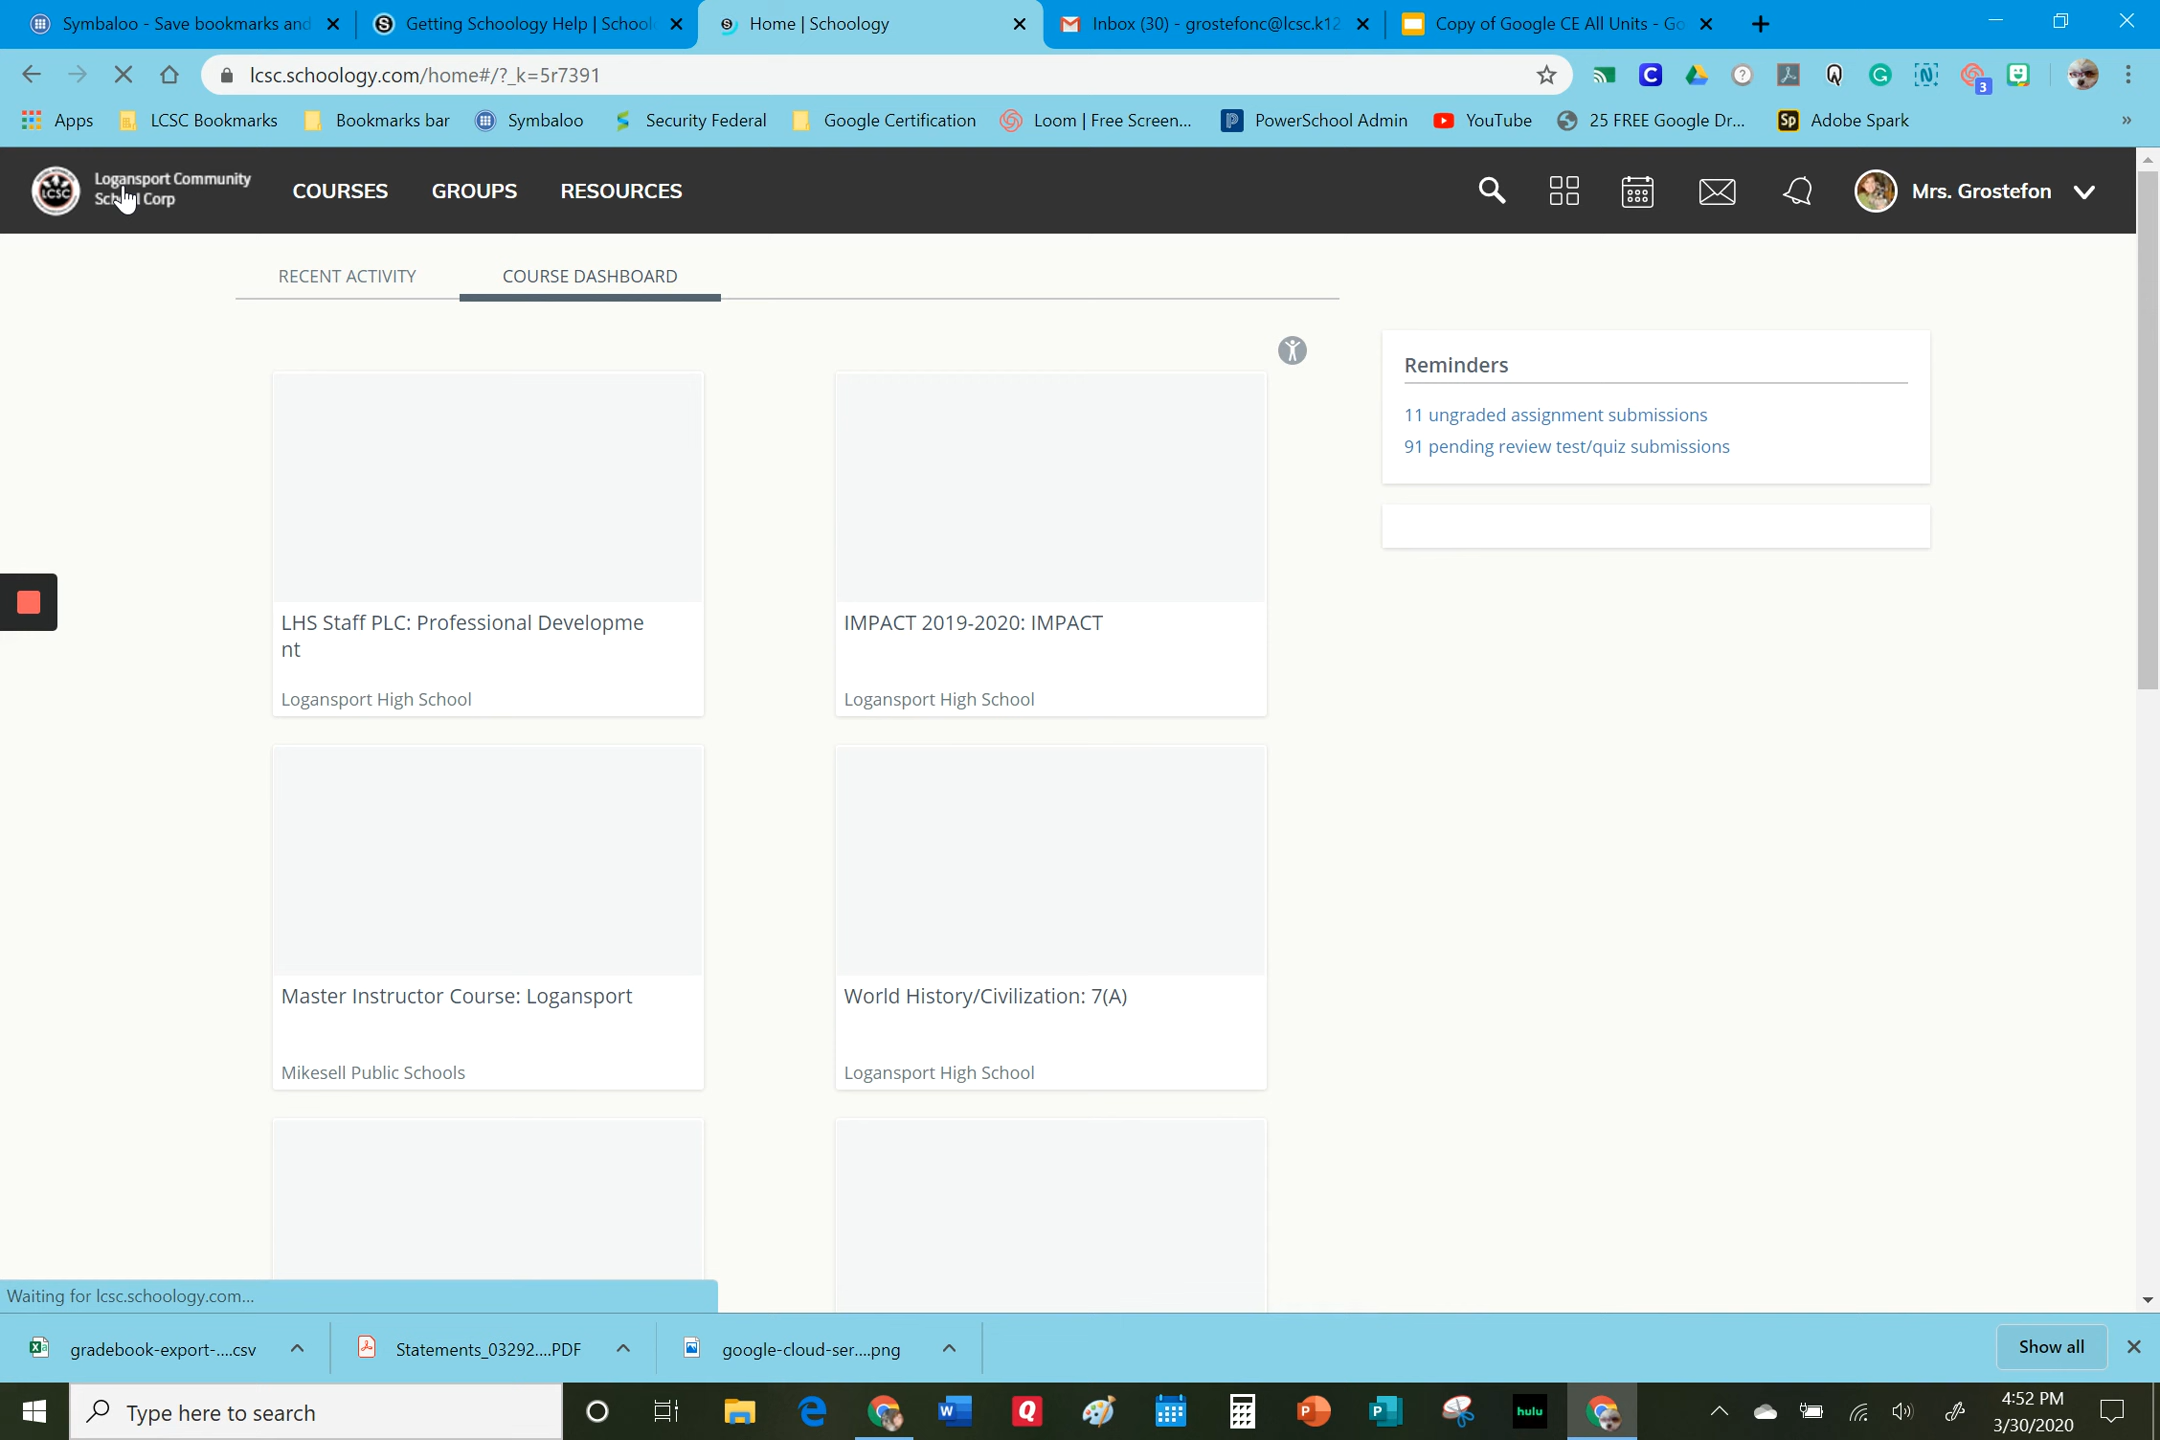 Symbaloo - Save bookmarks and
Getting Schoology Help | School
Home | Schoology
Inbox (30) - grostefonc@lcsc.k12
Copy of Google CE All Units - Go
lcsc.schoology.com/home#/?_k=5r7391
3
Apps
LCSC Bookmarks
Bookmarks bar
Symbaloo
Security Federal
Google Certification
Loom | Free Screen...
PowerSchool Admin
YouTube
25 FREE Google Dr...
Sp
Adobe Spark
»
LCSC
Logansport Community
School Corp
COURSES
GROUPS
RESOURCES
Mrs. Grostefon
RECENT ACTIVITY
COURSE DASHBOARD
Reminders
11 ungraded assignment submissions
91 pending review test/quiz submissions
LHS Staff PLC: Professional Developme
nt
Logansport High School
IMPACT 2019-2020: IMPACT
Logansport High School
Master Instructor Course: Logansport
Mikesell Public Schools
World History/Civilization: 7(A)
Logansport High School
Waiting for lcsc.schoology.com...
gradebook-export-....csv
Statements_03292....PDF
google-cloud-ser....png
Show all
Type here to search
hulu
4:52 PM
3/30/2020